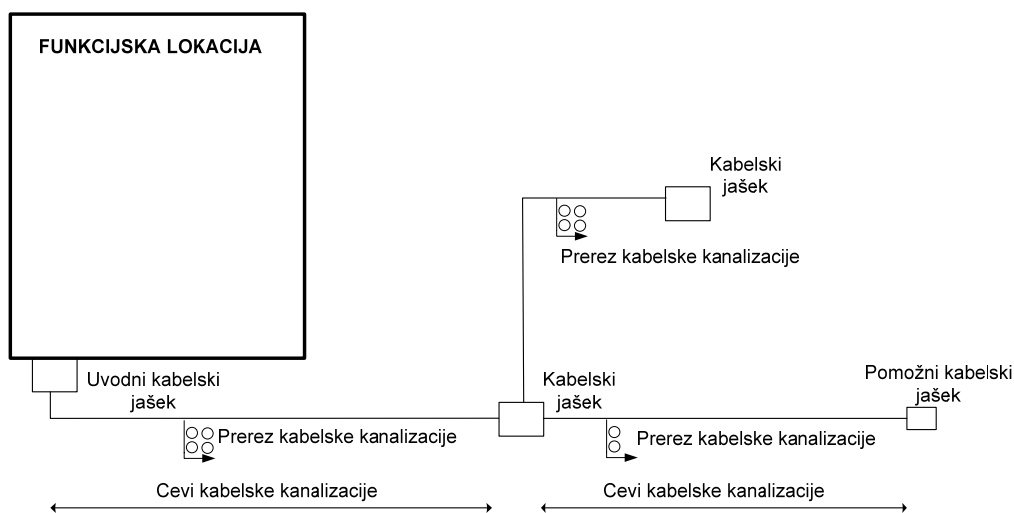 FUNKCIJSKA LOKACIJA
Kabelski
jašek
Prerez kabelske kanalizacije
Uvodni kabelski
jašek
Kabelski
jašek
Pomožni kabelski
jašek
Prerez kabelske kanalizacije
Prerez kabelske kanalizacije
Cevi kabelske kanalizacije
Cevi kabelske kanalizacije